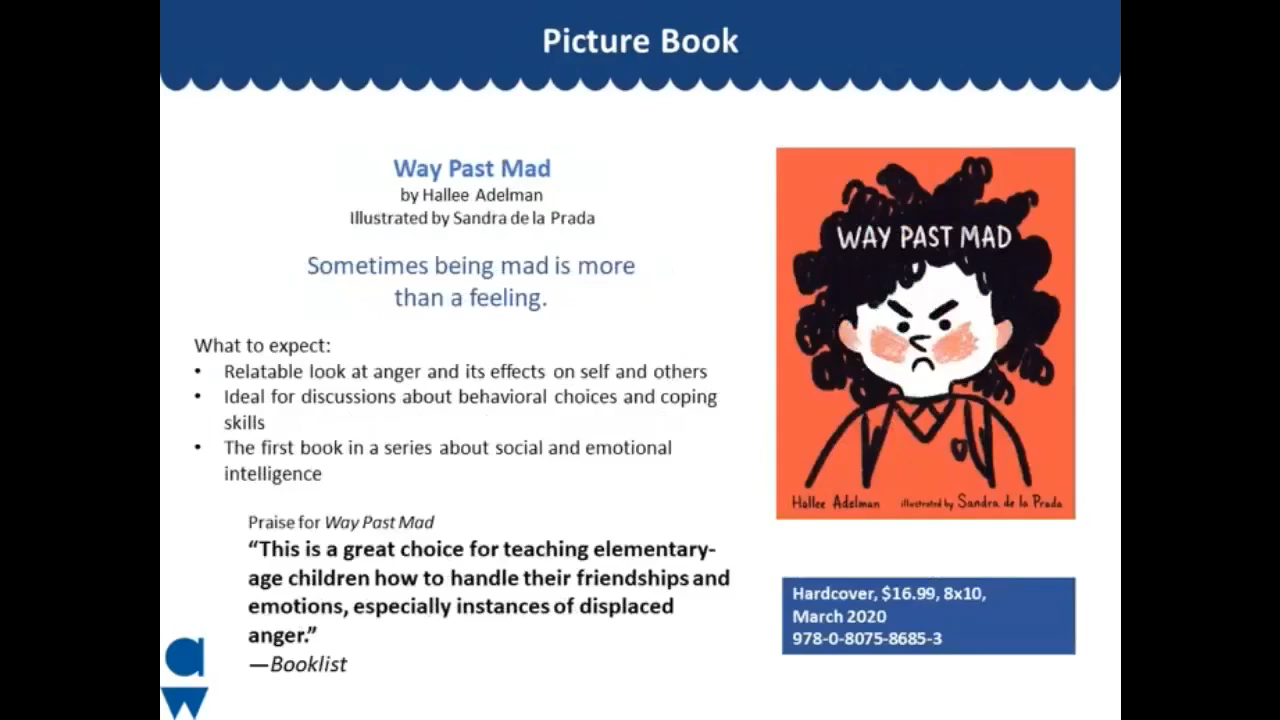 Picture Book
Way Past Mad
by Hallee Adelman
Illustrated by Sandra de la Prada
Sometimes being mad is more
than a feeling.
What to expect:
• Relatable look at anger and its effects on self and others
• Ideal for discussions about behavioral choices and coping
skills
• The first book in a series about social and emotional
intelligence
Praise for Way Past Mad
“This is a great choice for teaching elementary-
age children how to handle their friendships and
emotions, especially instances of displaced
anger.”
—Booklist
WAY PAST MAD
Hallee Adelman illustrated by Sandra de la Prada
Hardcover, $16.99, 8x10,
March 2020
978-0-8075-8685-3
a
w